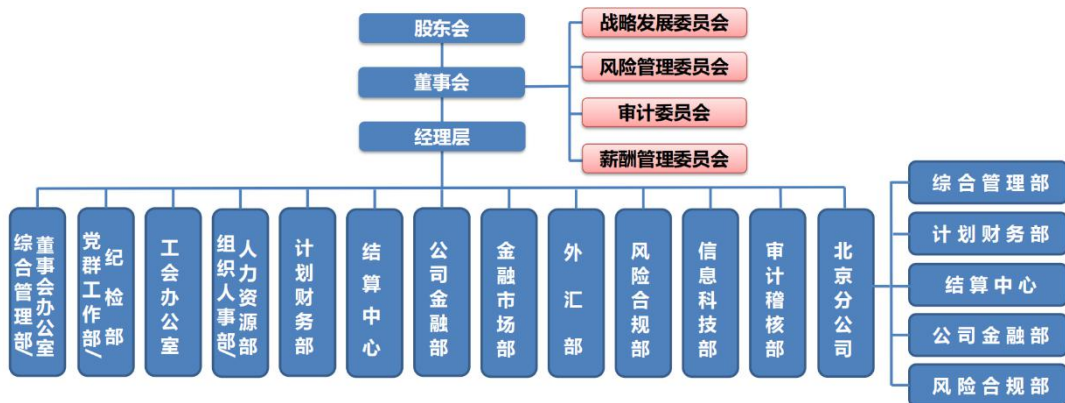 股东会
董事会
经理层
战略发展委员会
风险管理委员会
审计委员会
薪酬管理委员会
综合管理部/
董事会办公室
党群工作部/
纪检部
工会办公室
组织人事部/
人力资源部
计划财务部
结算中心
公司金融部
金融市场部
外汇部
风险合规部
信息科技部
审计稽核部
北京分公司
综合管理部
计划财务部
结算中心
公司金融部
风险合规部